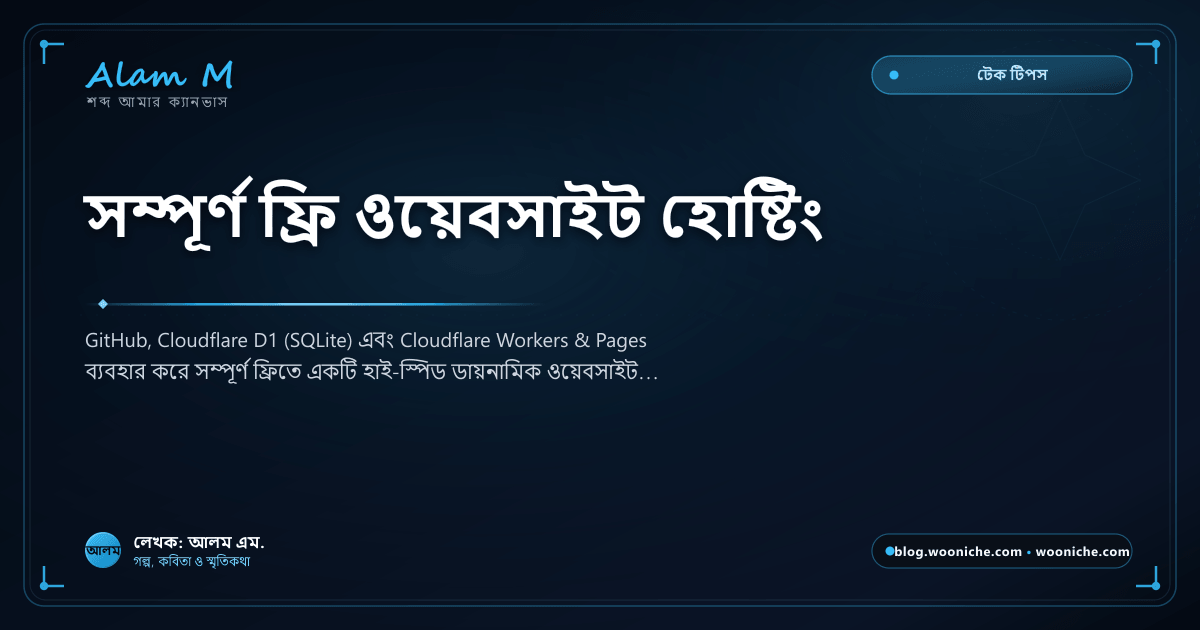 Alam M
শব্দ আমার ক্যানভাস
টেক টিপস
সম্পূর্ণ ফ্রি ওয়েবসাইট হোষ্টিং
GitHub, Cloudflare D1 (SQLite) এবং Cloudflare Workers & Pages
ব্যবহার করে সম্পূর্ণ ফ্রিতে একটি হাই-স্পিড ডায়নামিক ওয়েবসাইট...
আলম
লেখক: আলম এম.
গল্প, কবিতা ও স্মৃতিকথা
blog.wooniche.com • wooniche.com